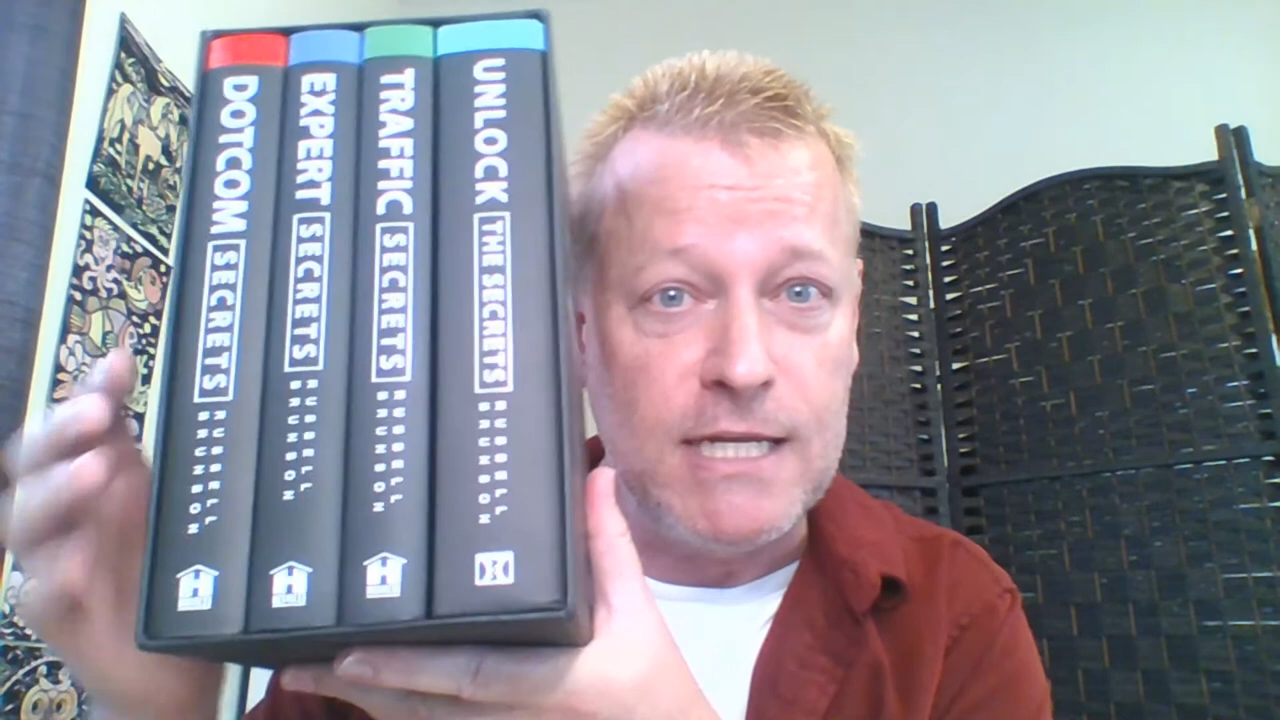 DOTCOM SECRETS
RUSSELL
BRUNSON
EXPERT SECRETS
RUSSELL
BRUNSON
TRAFFIC SECRETS
RUSSELL
BRUNSON
UNLOCK THE SECRETS
RUSSELL
BRUNSON